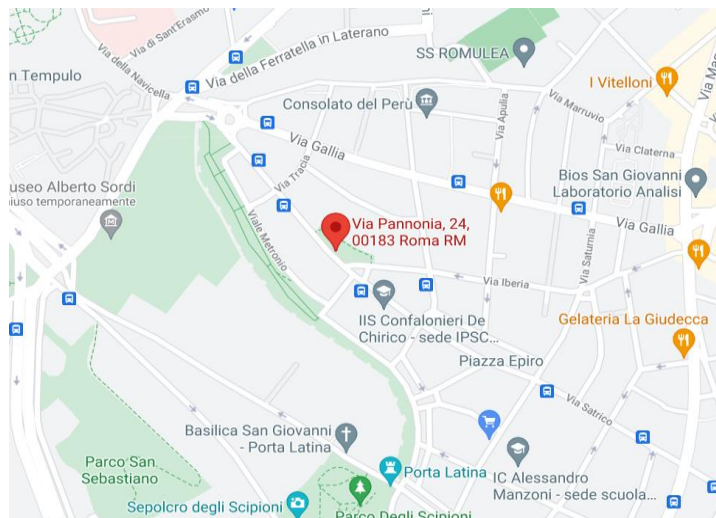 Via di Sant'Erasmo
Via della Navicella
Via della Ferratella in Laterano
n Tempulo
SS ROMULEA
I Vitelloni
Consolato del Perù
Via Apulia
Via Marruvio
Via Gallia
Via Claterna
Via Tracia
Bios San Giovanni
Laboratorio Analisi
useo Alberto Sordi
iuso temporaneamente
Viale Metronio
Via Pannonia, 24,
00183 Roma RM
Via Gallia
Via Saturnia
Via Iberia
IIS Confalonieri De
Chirico - sede IPSC...
Gelateria La Giudecca
Piazza Epiro
Via Satrico
Basilica San Giovanni
- Porta Latina
Parco San
Sebastiano
Porta Latina
IC Alessandro
Manzoni - sede scuola...
Sepolcro degli Scipioni
Parco Degli Scipioni